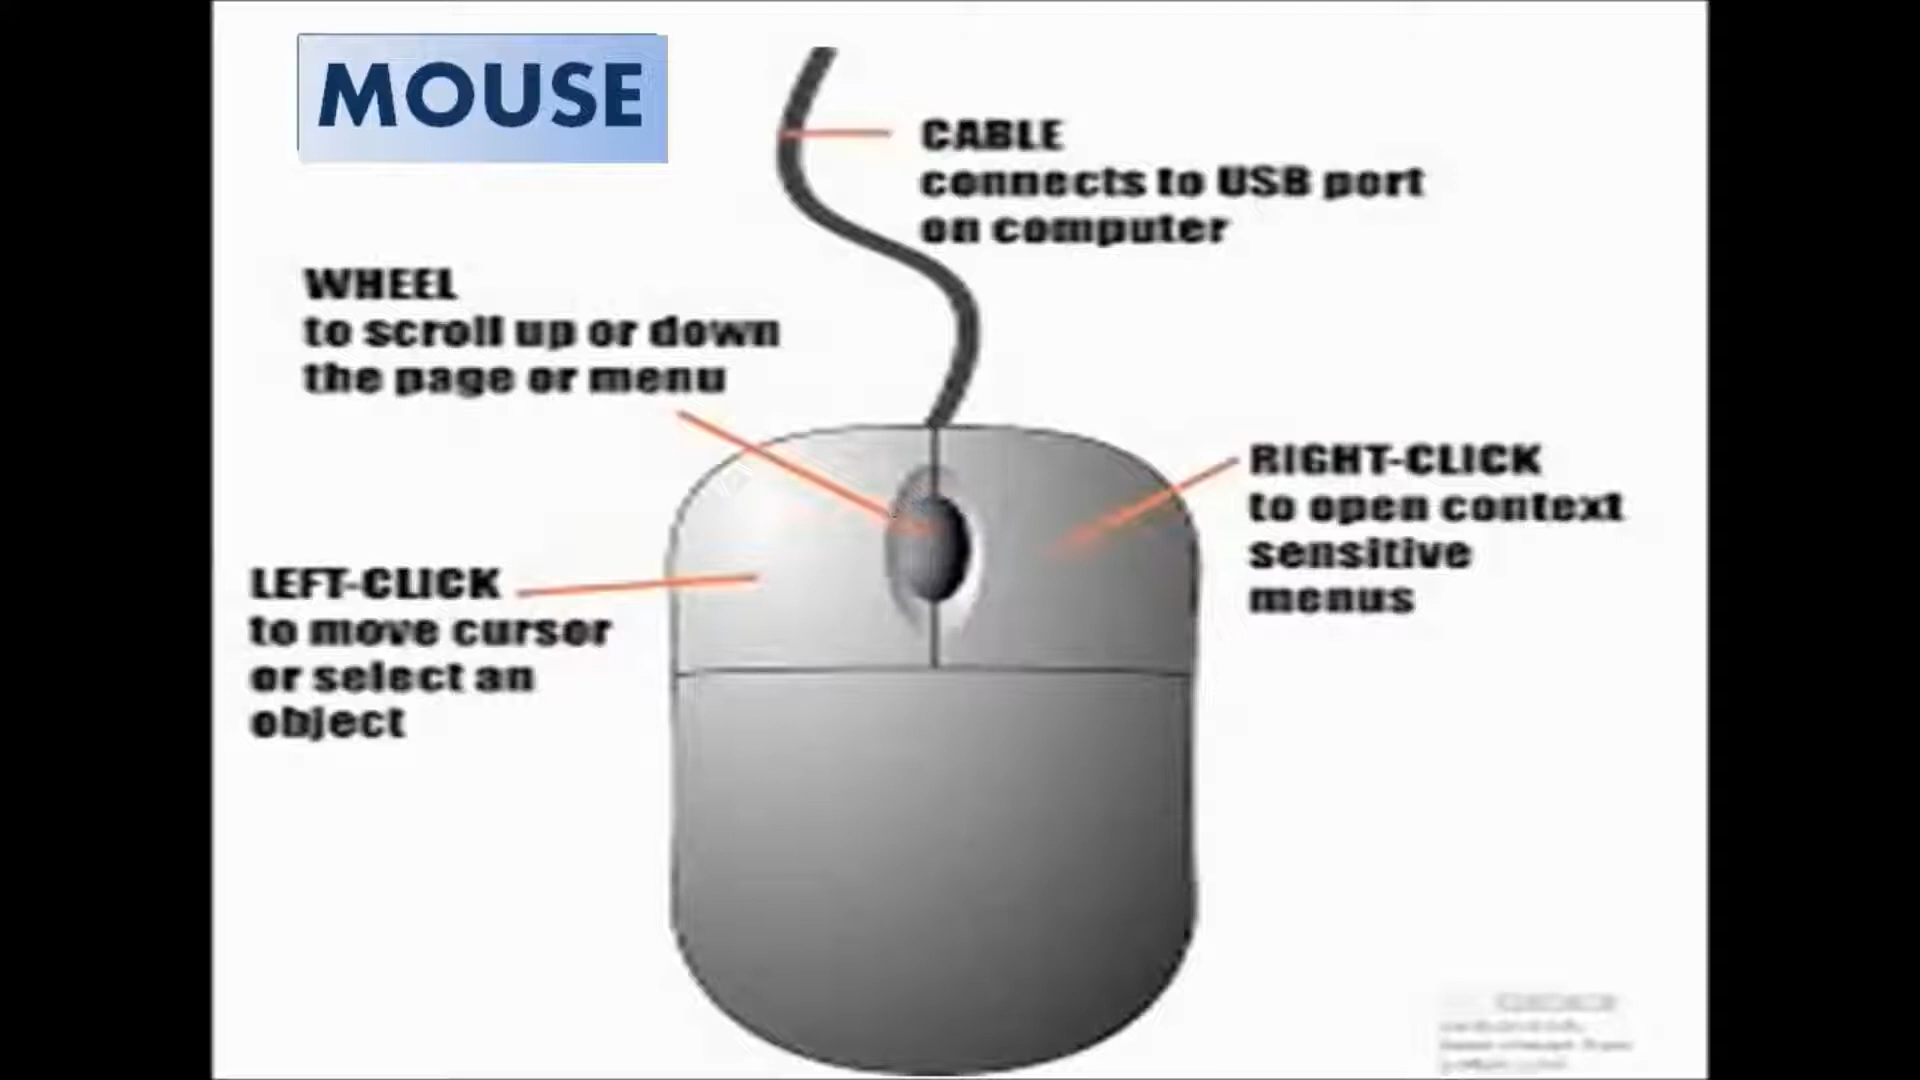 MOUSE
CABLE
connects to USB port
on computer
WHEEL
to scroll up or down
the page or menu
RIGHT-CLICK
to open context
sensitive
menus
LEFT-CLICK
to move cursor
or select an
object